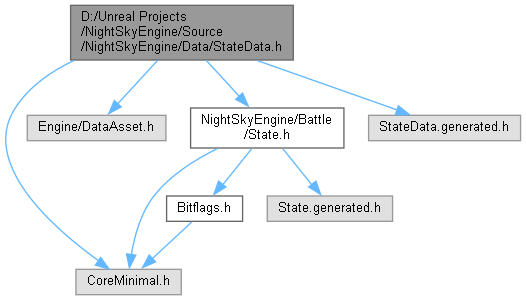 D:/Unreal Projects
/NightSkyEngine/Source
/NightSkyEngine/Data/StateData.h
Engine/DataAsset.h
NightSkyEngine/Battle
/State.h
StateData.generated.h
Bitflags.h
State.generated.h
CoreMinimal.h